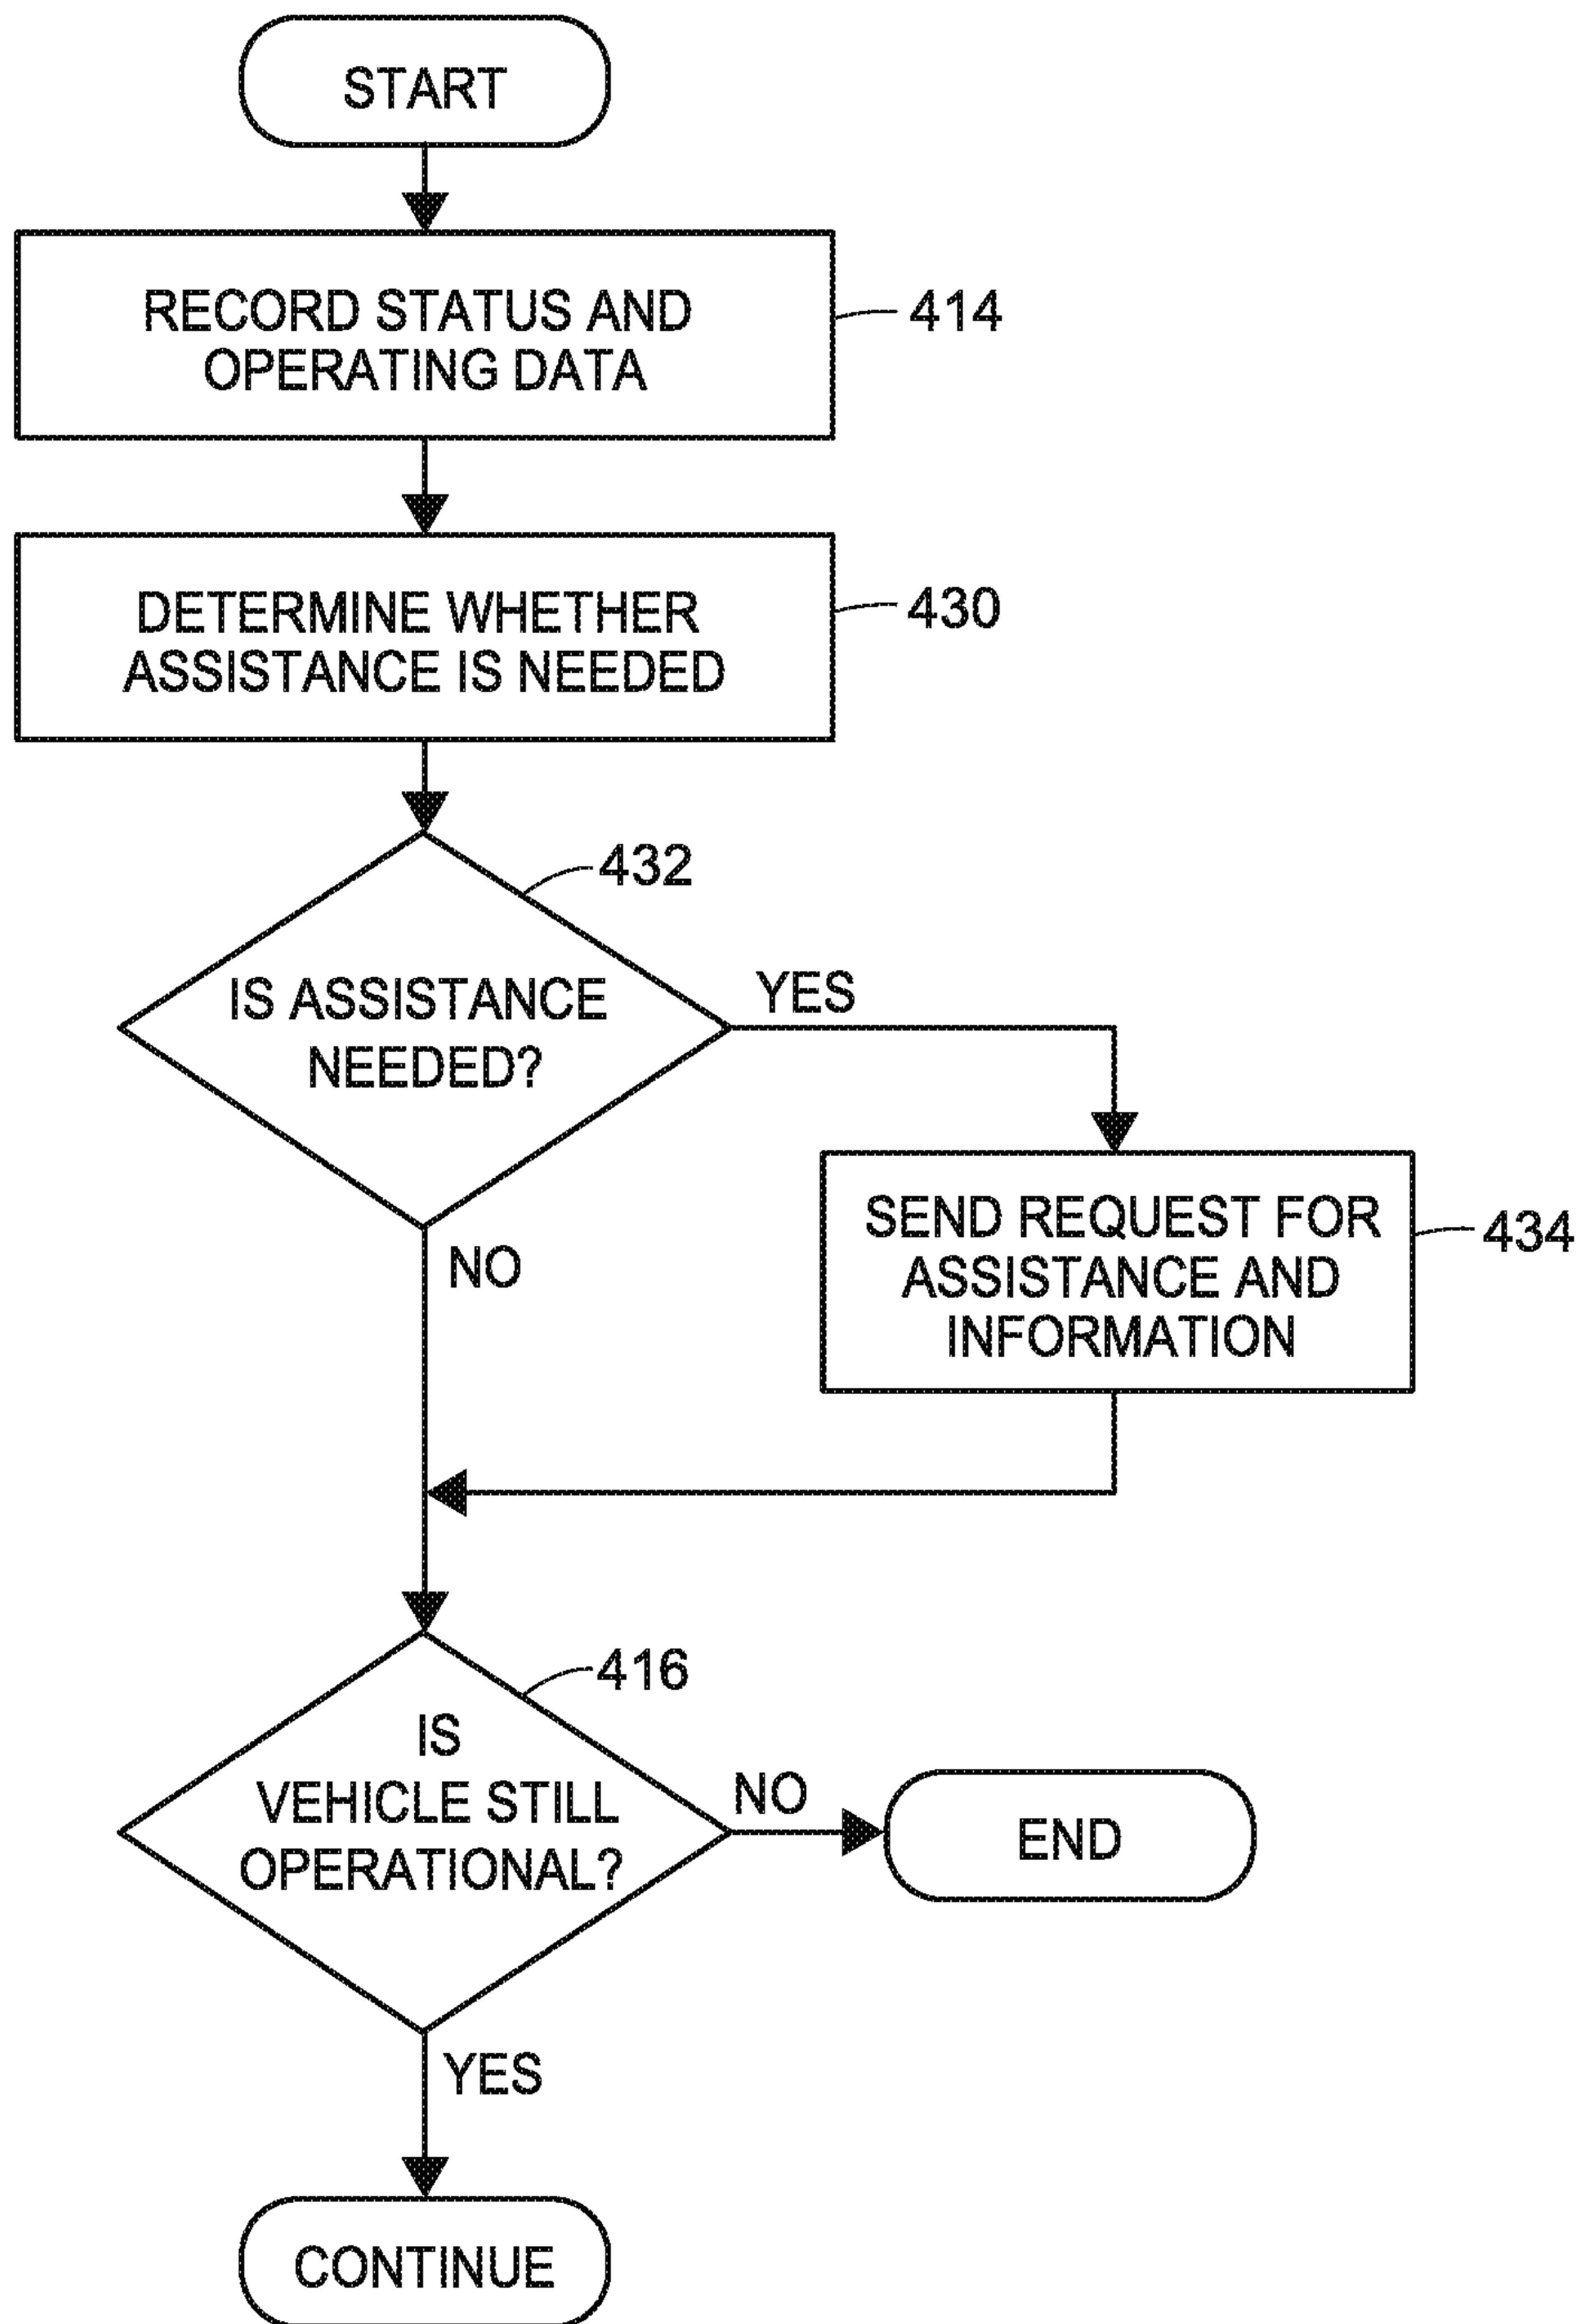 START
RECORD STATUS AND
OPERATING DATA
414
DETERMINE WHETHER
ASSISTANCE IS NEEDED
430
432
IS ASSISTANCE
NEEDED?
YES
NO
SEND REQUEST FOR
ASSISTANCE AND
INFORMATION
434
416
IS
VEHICLE STILL
OPERATIONAL?
NO
END
YES
CONTINUE